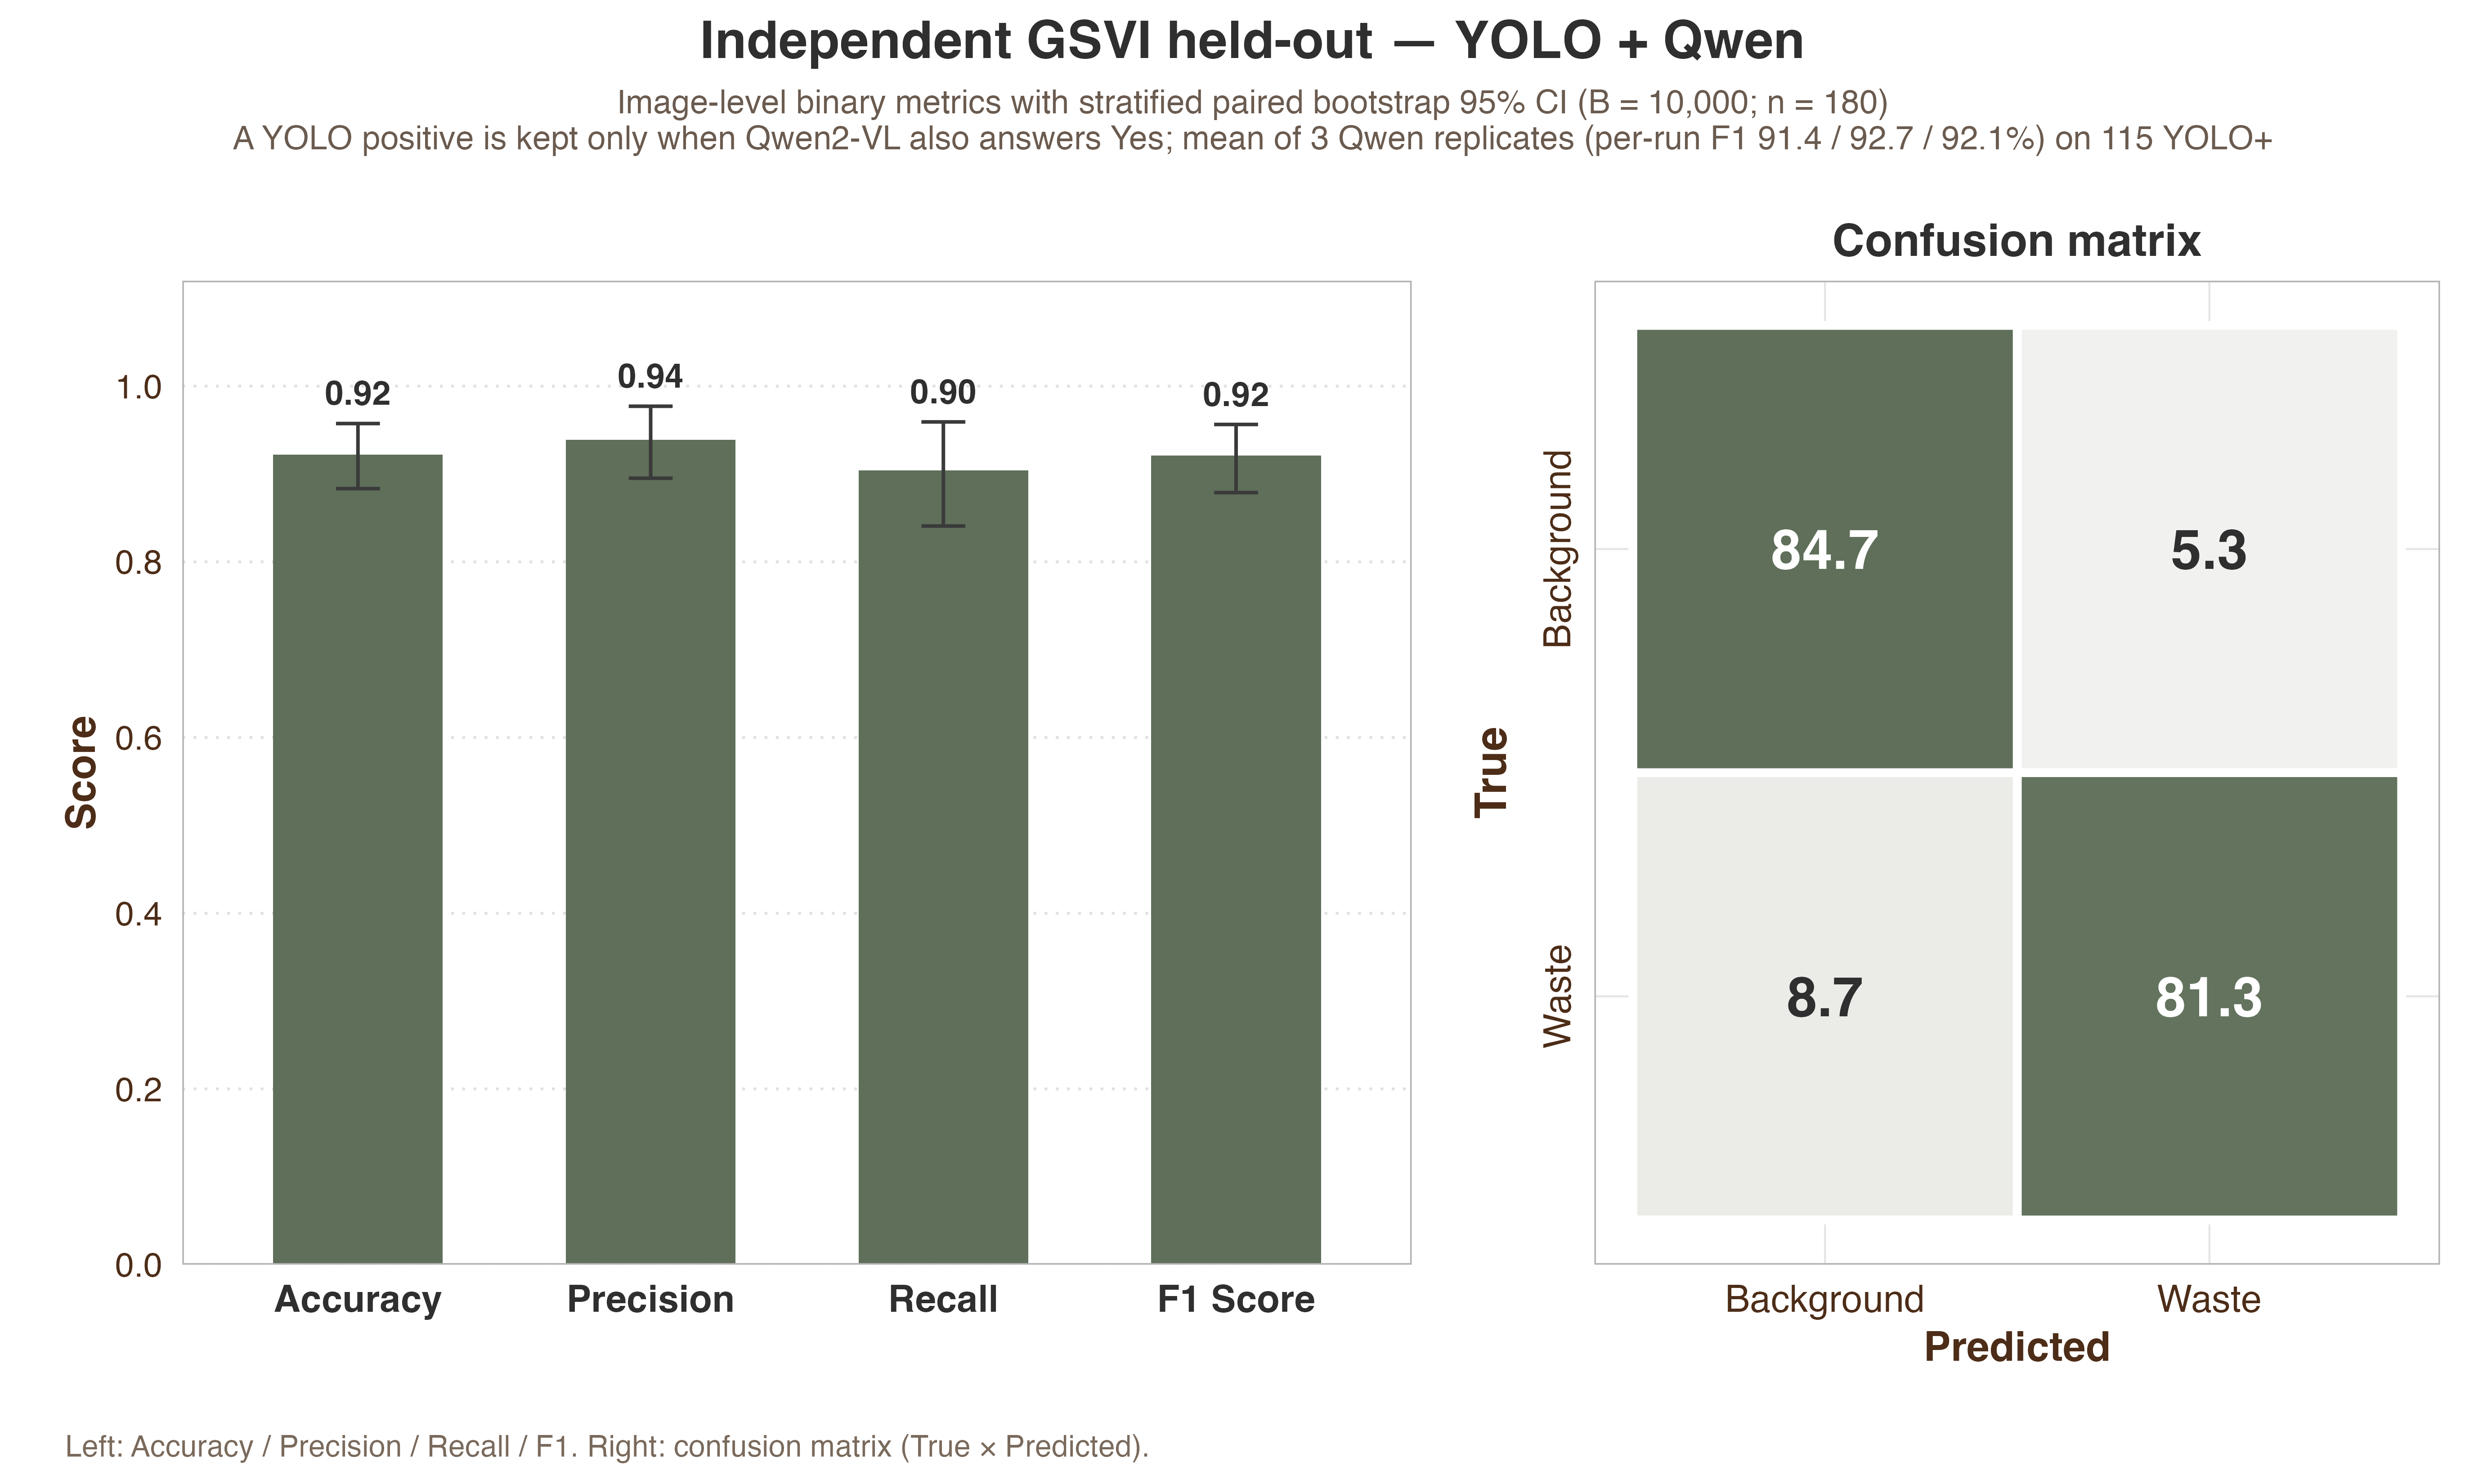 Independent GSVI held-out — YOLO + Qwen
Image-level binary metrics with stratified paired bootstrap 95% CI (B = 10,000; n = 180)
A YOLO positive is kept only when Qwen2-VL also answers Yes; mean of 3 Qwen replicates (per-run F1 91.4 / 92.7 / 92.1%) on 115 YOLO+
Score
1.0
0.8
0.6
0.4
0.2
0.0
0.92
0.94
0.90
0.92
Accuracy
Precision
Recall
F1 Score
Confusion matrix
True
Background
Waste
84.7
5.3
8.7
81.3
Background
Waste
Predicted
Left: Accuracy / Precision / Recall / F1. Right: confusion matrix (True × Predicted).